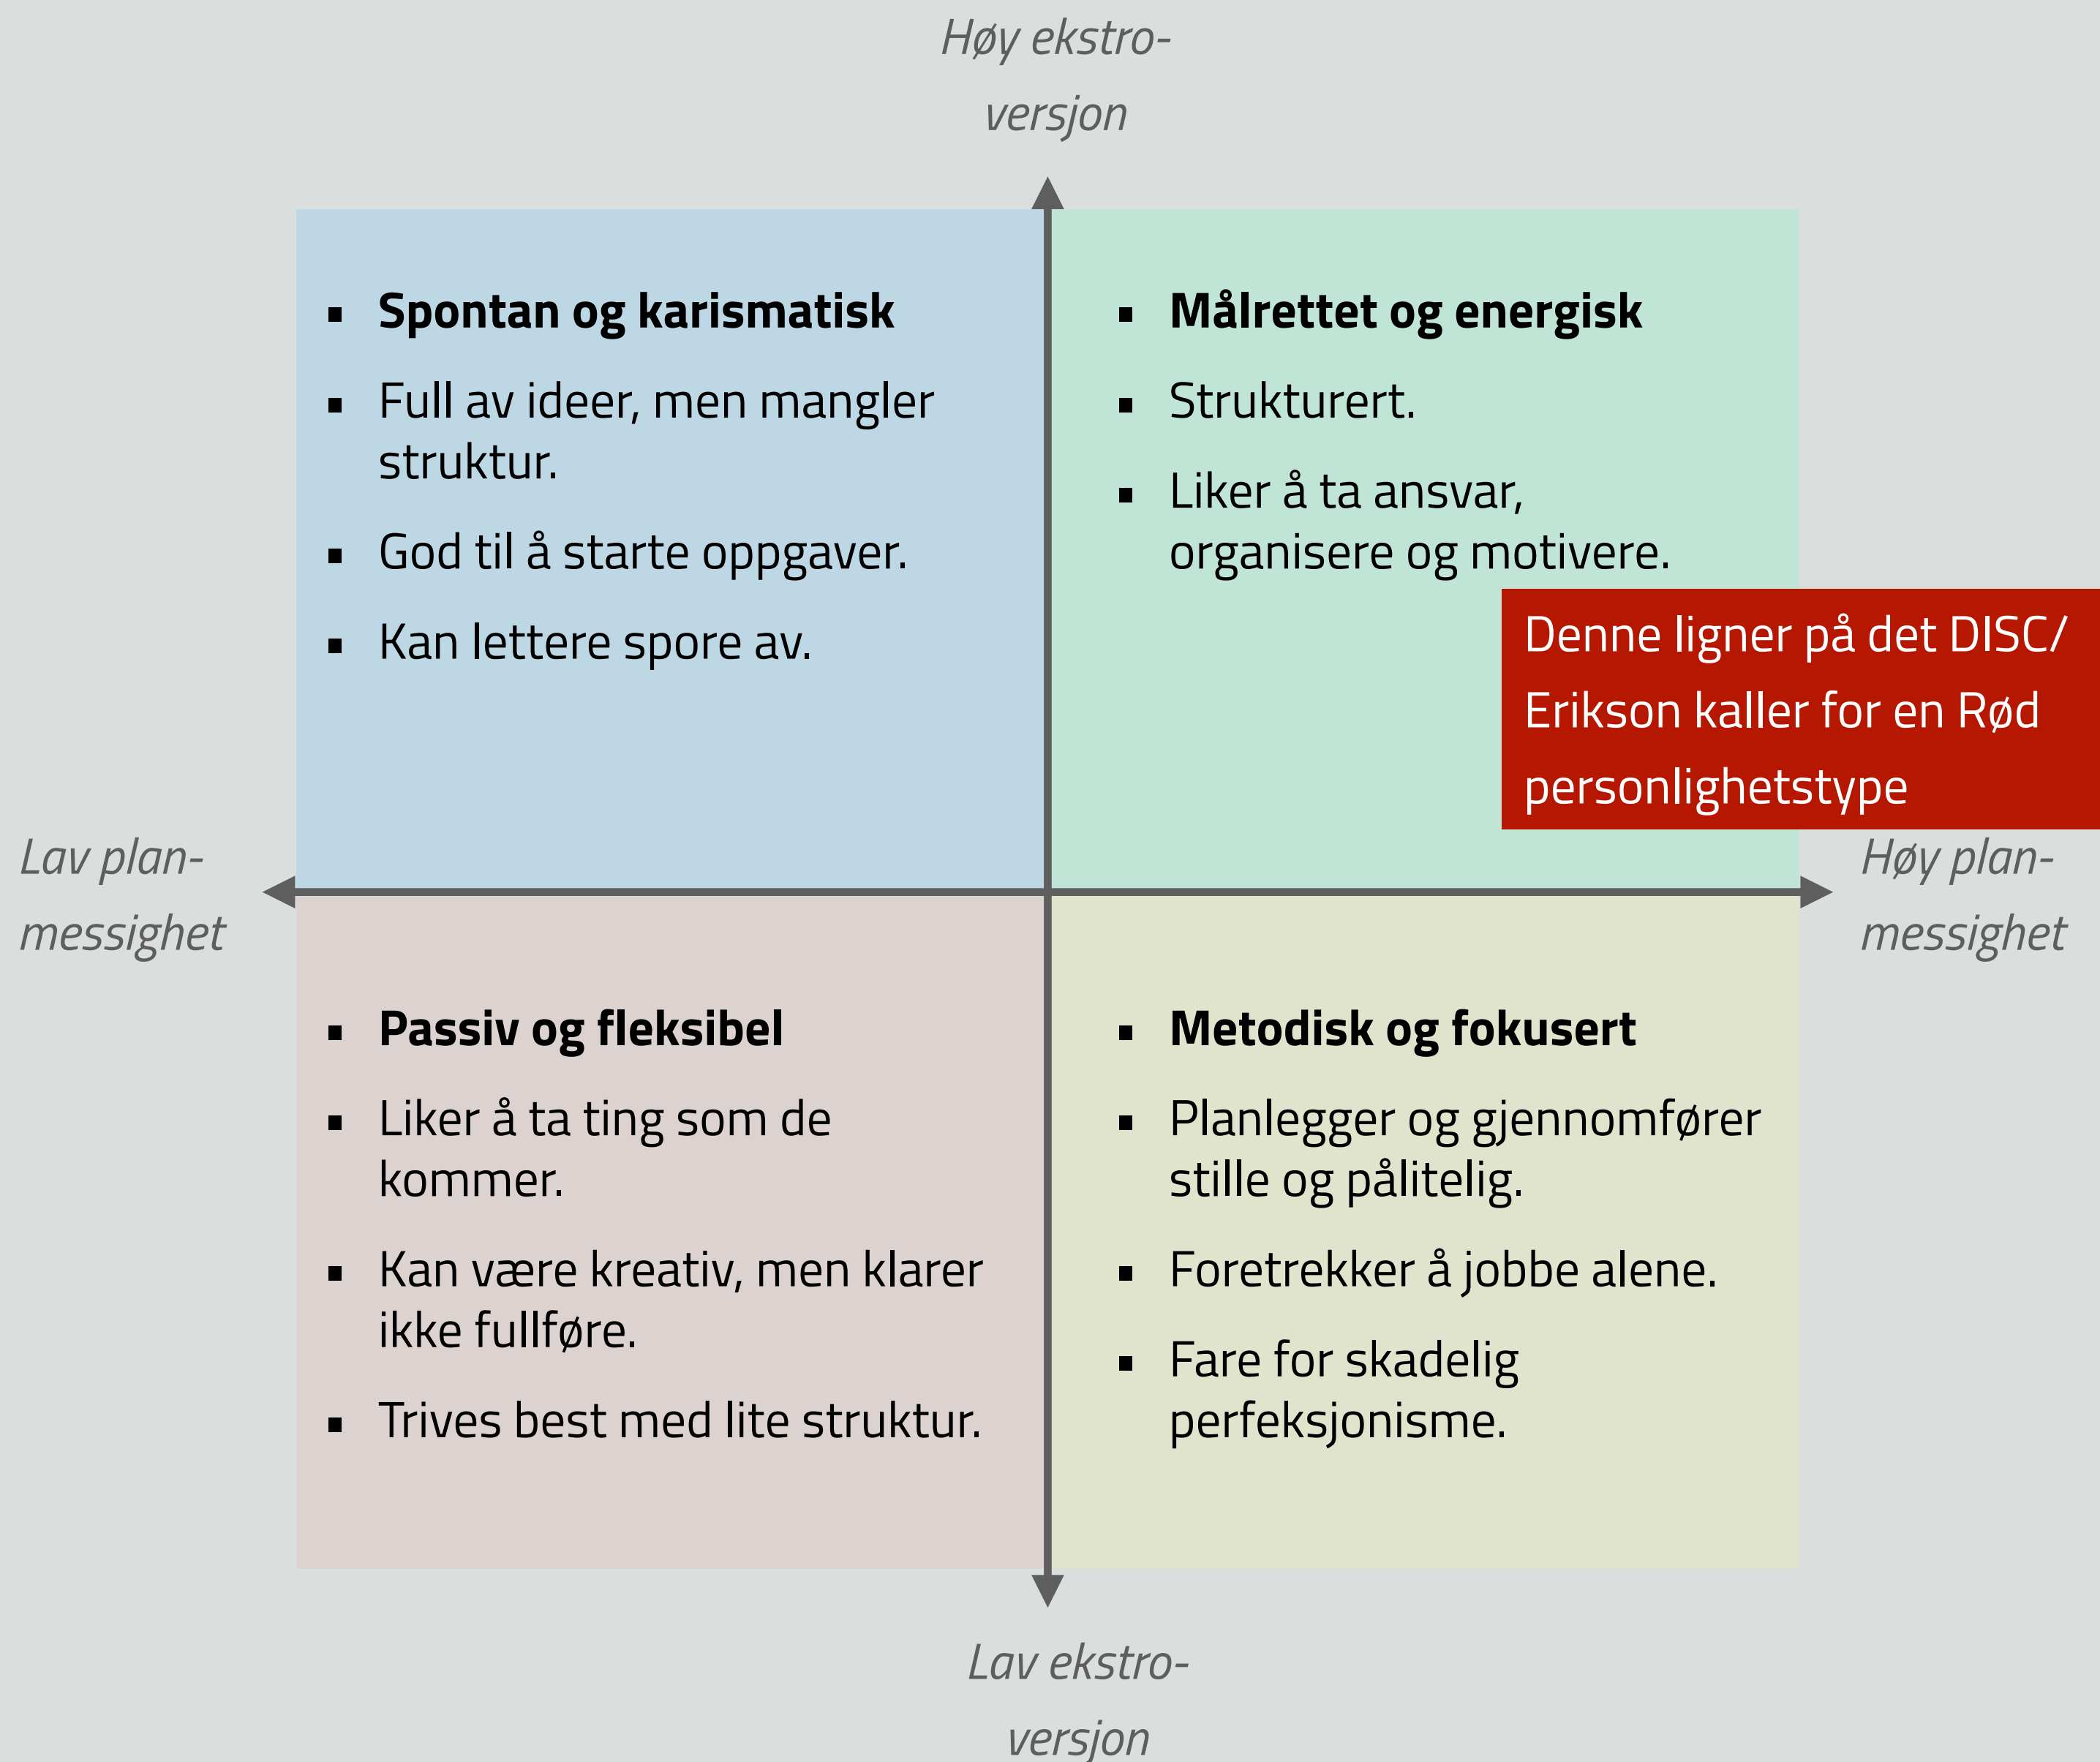 Høy ekstro-
versjon
Spontan og karismatisk
Full av ideer, men mangler
struktur.
God til å starte oppgaver.
Kan lettere spore av.
Målrettet og energisk
Strukturert.
Liker å ta ansvar,
organisere og motivere.
Denne ligner på det DISC/
Erikson kaller for en Rød
personlighetstype
Lav plan-
messighet
Høy plan-
messighet
Passiv og fleksibel
Liker å ta ting som de
kommer.
Kan være kreativ, men klarer
ikke fullføre.
Trives best med lite struktur.
Metodisk og fokusert
Planlegger og gjennomfører
stille og pålitelig.
Foretrekker å jobbe alene.
Fare for skadelig
perfeksjonisme.
Lav ekstro-
versjon